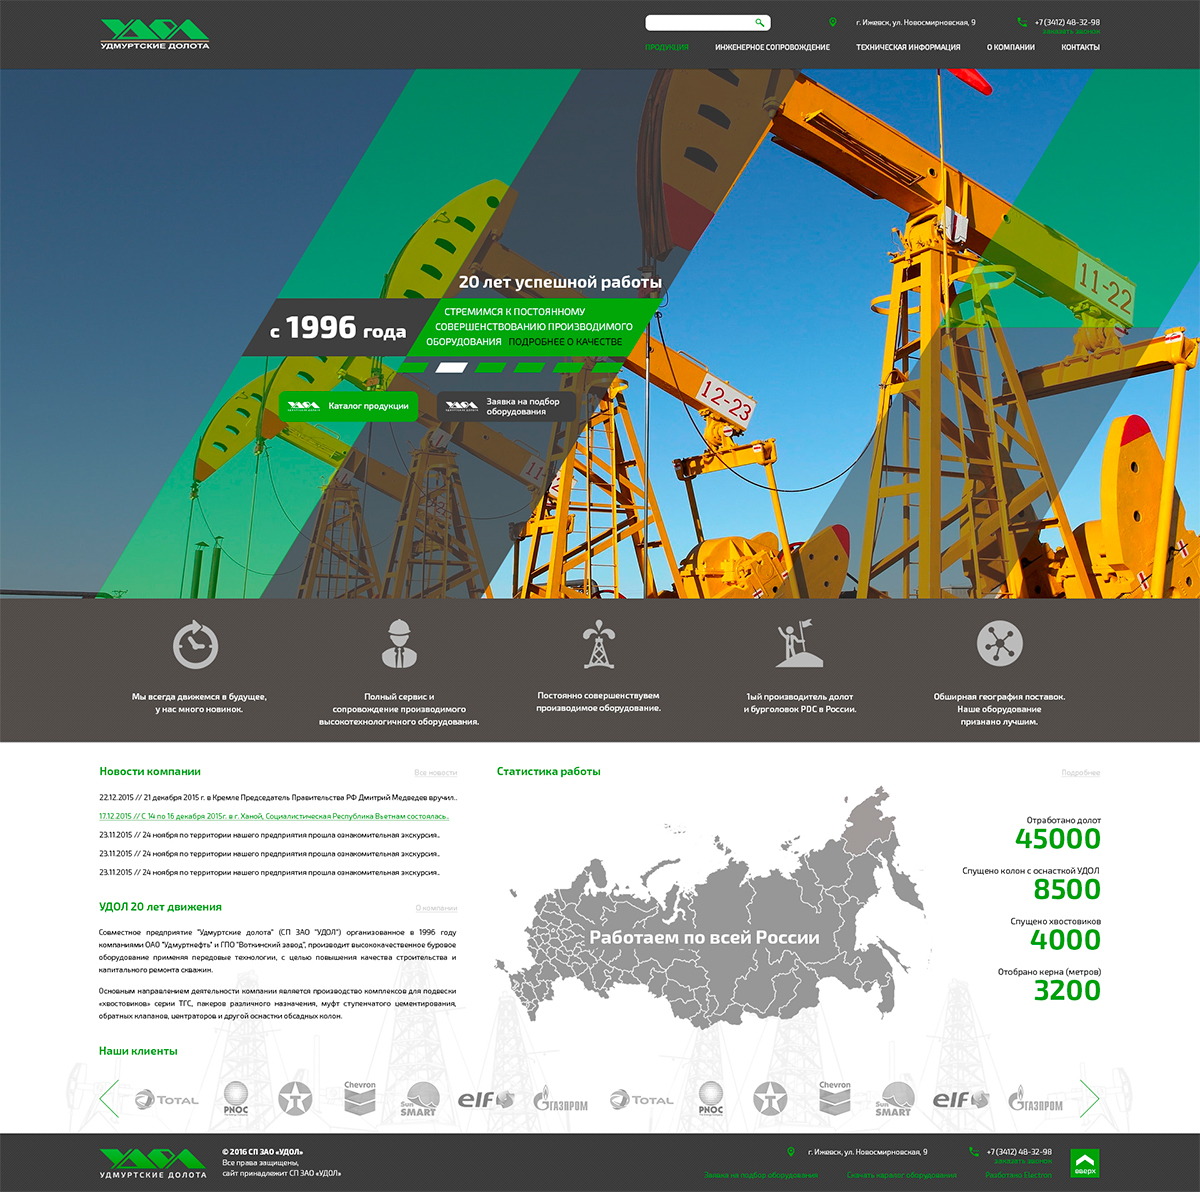 УДОЛ
УДМУРТСКИЕ ДОЛОТА
г. Ижевск, ул. Новосмирновская, 9
+7 (3412) 48-32-98
заказать звонок
ПРОДУКЦИЯ
ИНЖЕНЕРНОЕ СОПРОВОЖДЕНИЕ
ТЕХНИЧЕСКАЯ ИНФОРМАЦИЯ
О КОМПАНИИ
КОНТАКТЫ
11-22
12-23
20 лет успешной работы
с 1996 года
СТРЕМИМСЯ К ПОСТОЯННОМУ
СОВЕРШЕНСТВОВАНИЮ ПРОИЗВОДИМОГО
ОБОРУДОВАНИЯ ПОДРОБНЕЕ О КАЧЕСТВЕ
Каталог продукции
Заявка на подбор
оборудования
Мы всегда движемся в будущее,
у нас много новинок.
Полный сервис и
сопровождение производимого
высокотехнологичного оборудования.
Постоянно совершенствуем
производимое оборудование.
1ый производитель долот
и бурголовок PDC в России.
Обширная география поставок.
Наше оборудование
признано лучшим.
Новости компании
Все новости
22.12.2015 // 21 декабря 2015 г. в Кремле Председатель Правительства РФ Дмитрий Медведев вручил..
17.12.2015 // С 14 по 16 декабря 2015г. в г. Ханой, Социалистическая Республика Вьетнам состоялась..
23.11.2015 // 24 ноября по территории нашего предприятия прошла ознакомительная экскурсия..
23.11.2015 // 24 ноября по территории нашего предприятия прошла ознакомительная экскурсия..
23.11.2015 // 24 ноября по территории нашего предприятия прошла ознакомительная экскурсия..
УДОЛ 20 лет движения
О компании
Совместное предприятие "Удмуртские долота" (СП ЗАО "УДОЛ") организованное в 1996 году
компаниями ОАО "Удмуртнефть" и ГПО "Воткинский завод", производит высококачественное буровое
оборудование применяя передовые технологии, с целью повышения качества строительства и
капитального ремонта скважин.
Основным направлением деятельности компании является производство комплексов для подвески
«хвостовиков» серии ТГС, пакеров различного назначения, муфт ступенчатого цементирования,
обратных клапанов, центраторов и другой оснастки обсадных колон.
Статистика работы
Подробнее
Работаем по всей России
Отработано долот
45000
Спущено колон с оснасткой УДОЛ
8500
Спущено хвостовиков
4000
Отобрано керна (метров)
3200
Наши клиенты
TOTAL
PNOC
T
Chevron
Sun
SMART
elf
ГАЗПРОМ
TOTAL
PNOC
T
Chevron
Sun
SMART
elf
ГАЗПРОМ
УДОЛ
УДМУРТСКИЕ ДОЛОТА
© 2016 СП ЗАО «УДОЛ»
Все права защищены,
сайт принадлежит СП ЗАО «УДОЛ»
г. Ижевск, ул. Новосмирновская, 9
+7 (3412) 48-32-98
заказать звонок
Заявка на подбор оборудования
Скачать каталог оборудования
Разботано Electron
вверх